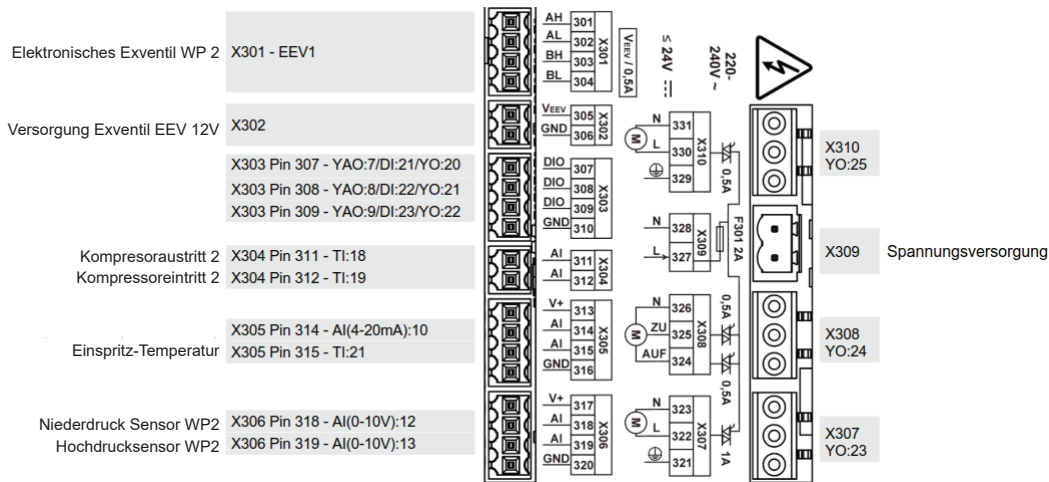 Elektronisches Exventil WP 2
X301 - EEV1
Versorgung Exventil EEV 12V
X302
X303 Pin 307 - YAO:7/DI:21/YO:20
X303 Pin 308 - YAO:8/DI:22/YO:21
X303 Pin 309 - YAO:9/DI:23/YO:22
Kompresoraustritt 2
X304 Pin 311 - TI:18
Kompressoreintritt 2
X304 Pin 312 - TI:19
X305 Pin 314 - AI(4-20mA):10
Einspritz-Temperatur
X305 Pin 315 - TI:21
Niederdruck Sensor WP2
X306 Pin 318 - AI(0-10V):12
Hochdrucksensor WP2
X306 Pin 319 - AI(0-10V):13
AH 301
AL 302
BH 303
BL 304
X301
VEEV 305
GND 306
X302
DIO 307
DIO 308
DIO 309
GND 310
X303
AI 311
AI 312
X304
V+ 313
AI 314
AI 315
GND 316
X305
V+ 317
AI 318
AI 319
GND 320
X306
VEEV / 0,5A
≤ 24V
220-
240V ~
N 331
M L 330
329
X310
0,5A
N 328
L 327
X309
F301 2A
N 326
M ZU 325
AUF 324
X308
0,5A
0,5A
N 323
M L 322
321
X307
1A
X310
YO:25
X309
Spannungsversorgung
X308
YO:24
X307
YO:23